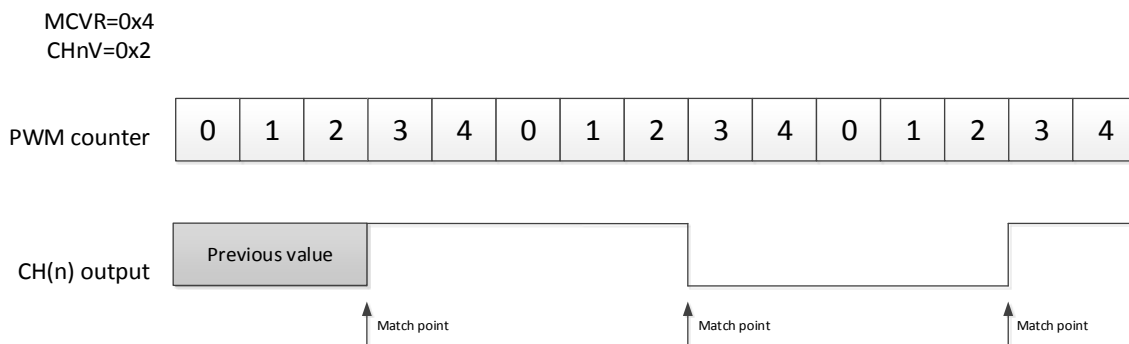 MCVR=0x4
CHnV=0x2
PWM counter 0 1 2 3 4 0 1 2 3 4 0 1 2 3 4
CH(n) output Previous value
Match point Match point Match point